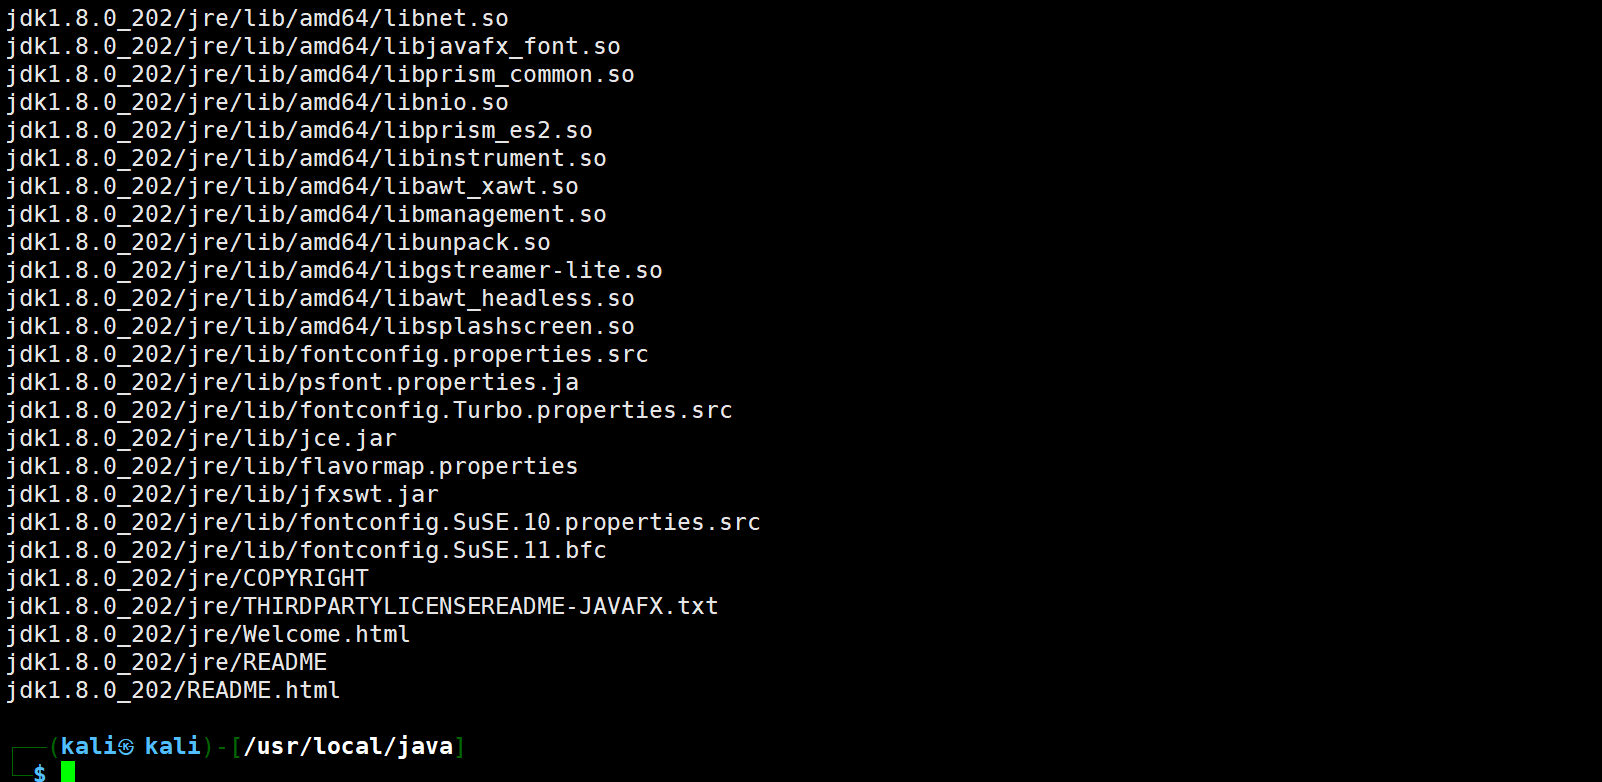 jdk1.8.0_202/jre/lib/amd64/libnet.so
jdk1.8.0_202/jre/lib/amd64/libjavafx_font.so
jdk1.8.0_202/jre/lib/amd64/libprism_common.so
jdk1.8.0_202/jre/lib/amd64/libnio.so
jdk1.8.0_202/jre/lib/amd64/libprism_es2.so
jdk1.8.0_202/jre/lib/amd64/libinstrument.so
jdk1.8.0_202/jre/lib/amd64/libawt_xawt.so
jdk1.8.0_202/jre/lib/amd64/libmanagement.so
jdk1.8.0_202/jre/lib/amd64/libunpack.so
jdk1.8.0_202/jre/lib/amd64/libgstreamer-lite.so
jdk1.8.0_202/jre/lib/amd64/libawt_headless.so
jdk1.8.0_202/jre/lib/amd64/libsplashscreen.so
jdk1.8.0_202/jre/lib/fontconfig.properties.src
jdk1.8.0_202/jre/lib/psfont.properties.ja
jdk1.8.0_202/jre/lib/fontconfig.Turbo.properties.src
jdk1.8.0_202/jre/lib/jce.jar
jdk1.8.0_202/jre/lib/flavormap.properties
jdk1.8.0_202/jre/lib/jfxswt.jar
jdk1.8.0_202/jre/lib/fontconfig.SuSE.10.properties.src
jdk1.8.0_202/jre/lib/fontconfig.SuSE.11.bfc
jdk1.8.0_202/jre/COPYRIGHT
jdk1.8.0_202/jre/THIRDPARTYLICENSEREADME-JAVAFX.txt
jdk1.8.0_202/jre/Welcome.html
jdk1.8.0_202/jre/README
jdk1.8.0_202/README.html
┌──(kali㉿ kali)-[/usr/local/java]
└─$